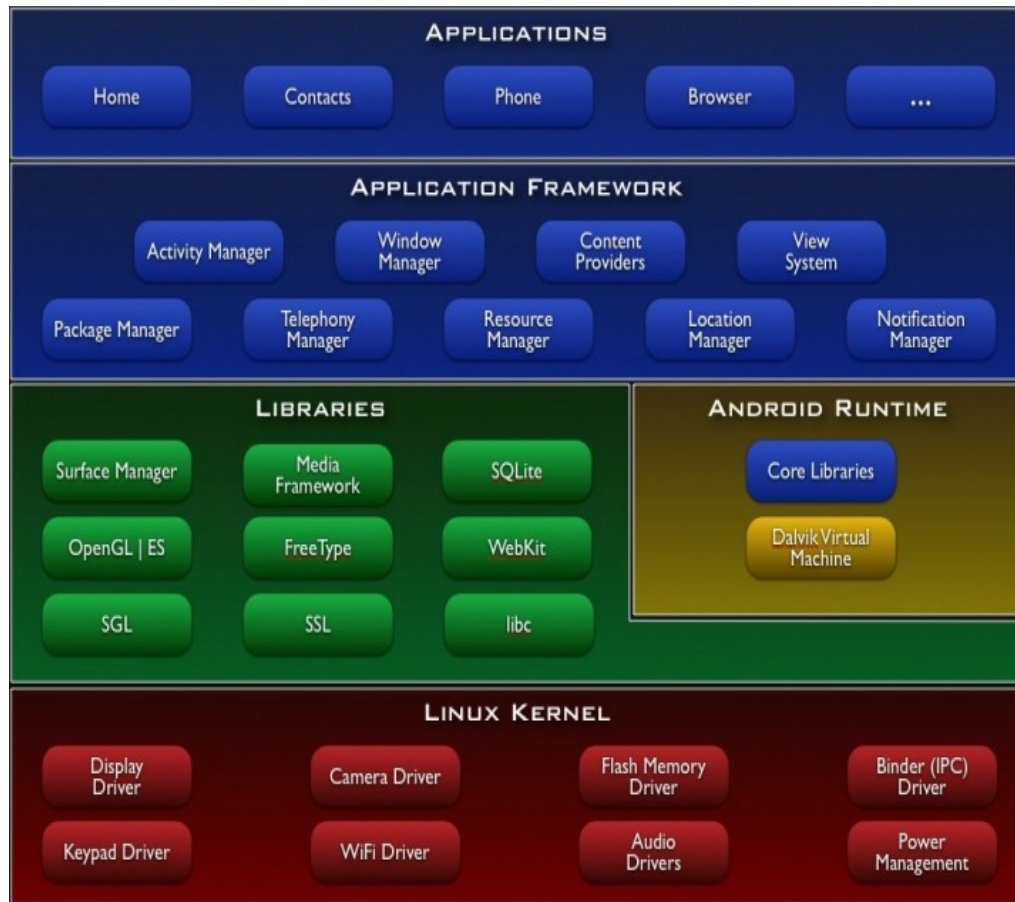 APPLICATIONS
Home
Contacts
Phone
Browser
...
APPLICATION FRAMEWORK
Activity Manager
Window
Manager
Content
Providers
View
System
Package Manager
Telephony
Manager
Resource
Manager
Location
Manager
Notification
Manager
LIBRARIES
Surface Manager
Media
Framework
SQLite
OpenGL | ES
FreeType
WebKit
SGL
SSL
libc
ANDROID RUNTIME
Core Libraries
Dalvik Virtual
Machine
LINUX KERNEL
Display
Driver
Camera Driver
Flash Memory
Driver
Binder (IPC)
Driver
Keypad Driver
WiFi Driver
Audio
Drivers
Power
Management